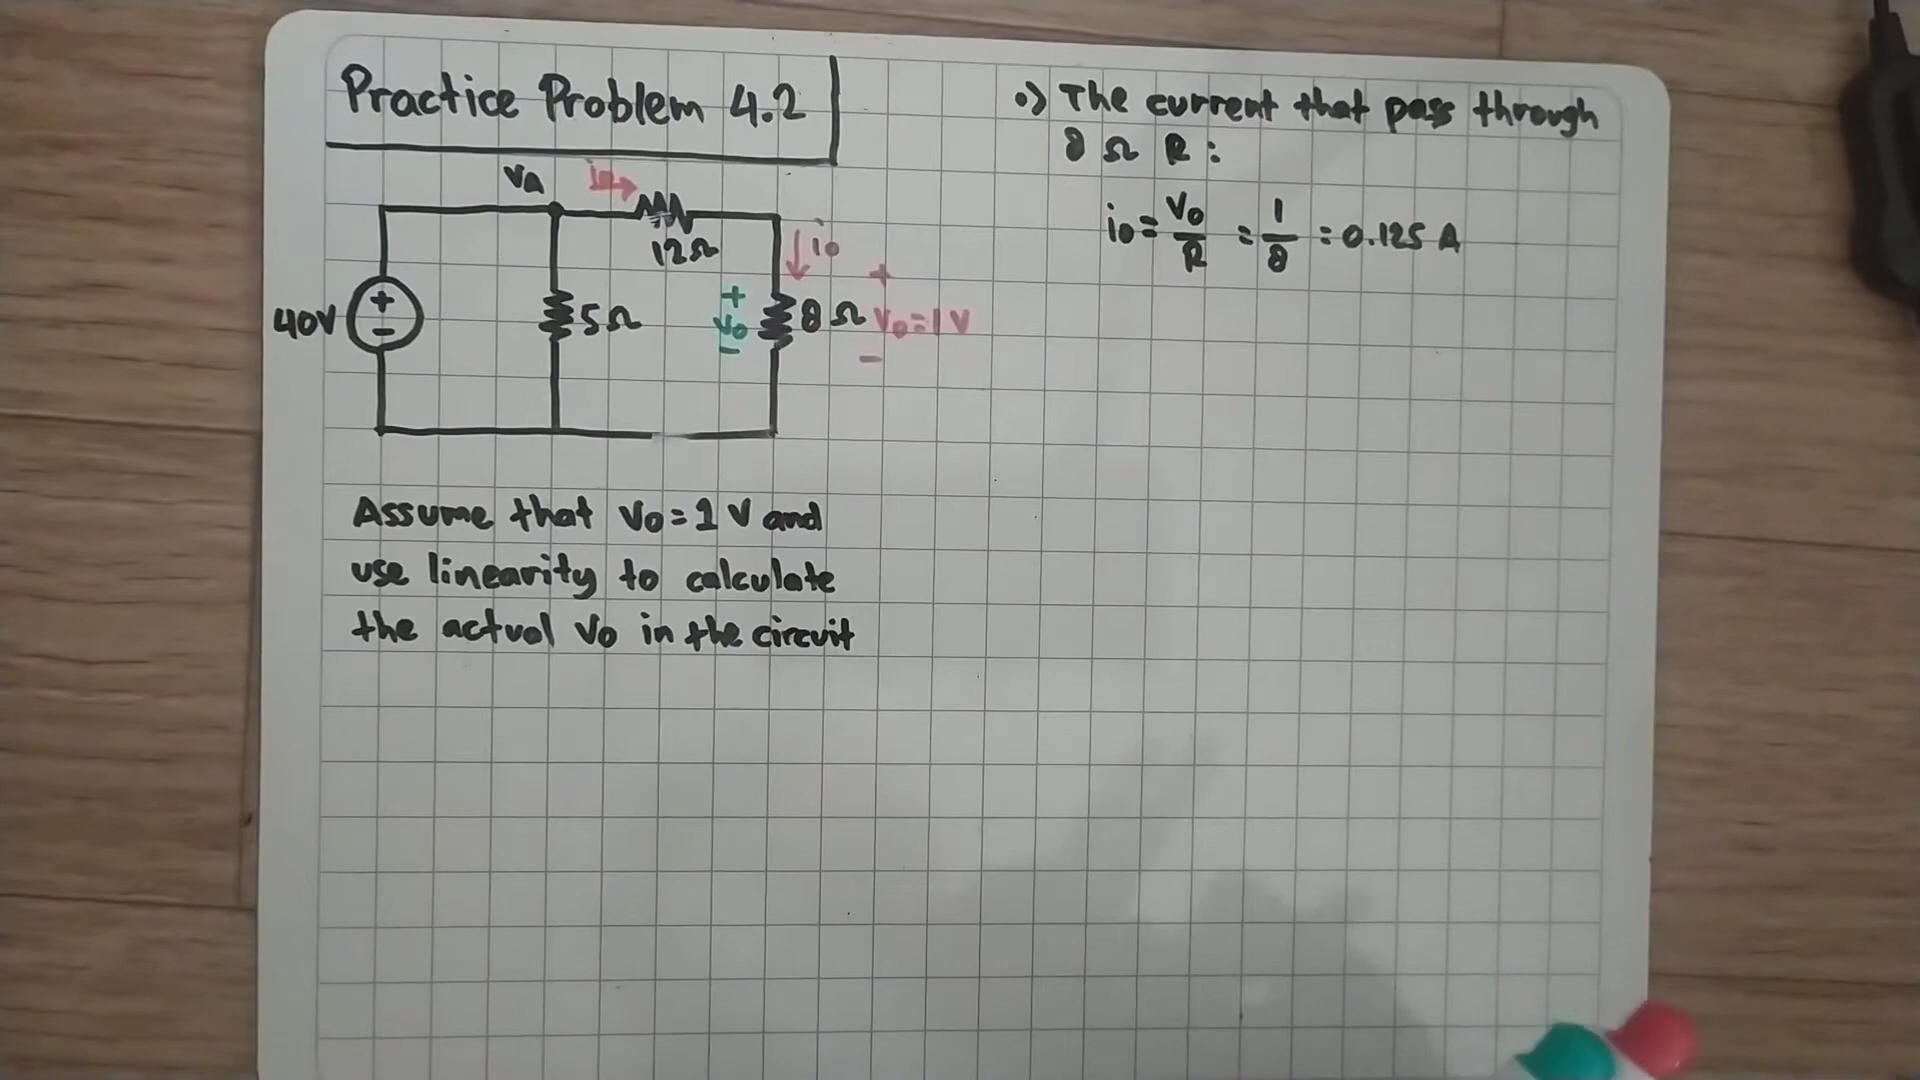 Practice Problem 4.2
VA
io
12Ω
io
40V
+
-
5Ω
+
Vo
-
8Ω
+
Vo=1V
-
Assume that Vo=1 V and
use linearity to calculate
the actual Vo in the circuit
•) The current that pass through
8 Ω R:
io = Vo/R = 1/8 = 0.125 A